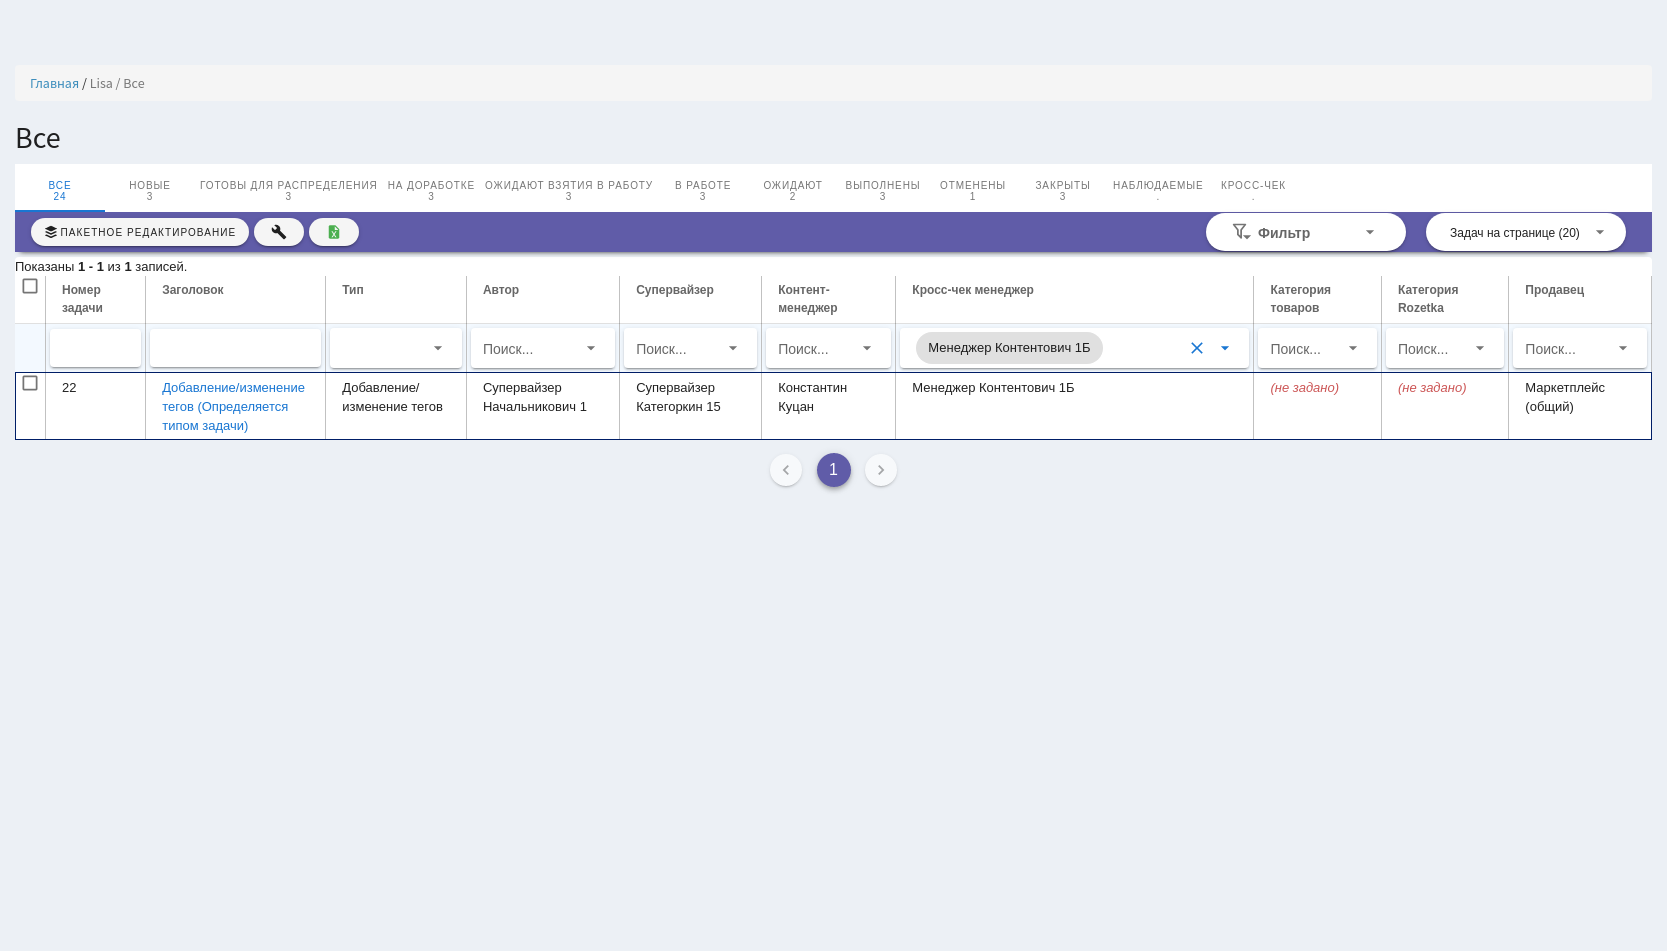 Главная / Lisa / Все
Все
ВСЕ НОВЫЕ ГОТОВЫ ДЛЯ РАСПРЕДЕЛЕНИЯ НА ДОРАБОТКЕ ОЖИДАЮТ ВЗЯТИЯ В РАБОТУ В РАБОТЕ ОЖИДАЮТ ВЫПОЛНЕНЫ ОТМЕНЕНЫ ЗАКРЫТЫ НАБЛЮДАЕМЫЕ КРОСС-ЧЕК
24 3 3 3 3 3 2 3 1 3 . .
ПАКЕТНОЕ РЕДАКТИРОВАНИЕ Фильтр Задач на странице (20)
Показаны 1 - 1 из 1 записей.
Номер Заголовок Тип Автор Супервайзер Контент- Кросс-чек менеджер Категория Категория Продавец
задачи менеджер товаров Rozetka
Поиск... Поиск... Поиск... Менеджер Контентович 1Б Поиск... Поиск... Поиск...
22 Добавление/изменение Добавление/ Супервайзер Супервайзер Константин Менеджер Контентович 1Б (не задано) (не задано) Маркетплейс
тегов (Определяется изменение тегов Начальникович 1 Категоркин 15 Куцан (общий)
типом задачи)
1